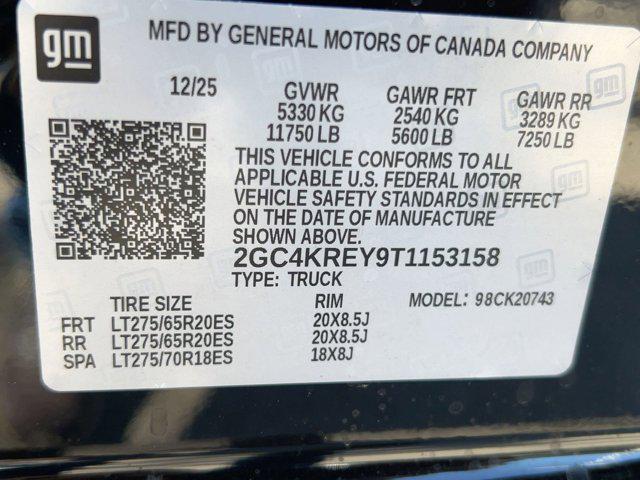 gm
MFD BY GENERAL MOTORS OF CANADA COMPANY
12/25 GVWR GAWR FRT GAWR RR
5330 KG 2540 KG 3289 KG
11750 LB 5600 LB 7250 LB
THIS VEHICLE CONFORMS TO ALL
APPLICABLE U.S. FEDERAL MOTOR
VEHICLE SAFETY STANDARDS IN EFFECT
ON THE DATE OF MANUFACTURE
SHOWN ABOVE.
2GC4KREY9T1153158
TYPE: TRUCK
TIRE SIZE RIM MODEL: 98CK20743
FRT LT275/65R20ES 20X8.5J
RR LT275/65R20ES 20X8.5J
SPA LT275/70R18ES 18X8J